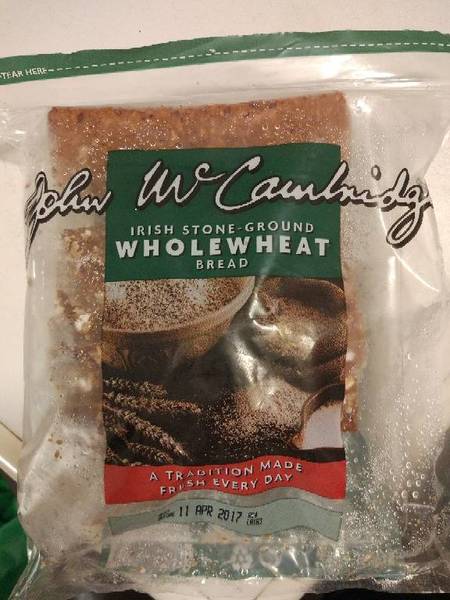 TEAR HERE
John McCambridge
IRISH STONE-GROUND
WHOLEWHEAT
BREAD
A TRADITION MADE
FRESH EVERY DAY
11 APR 2017